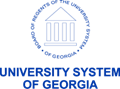 BOARD OF REGENTS OF THE UNIVERSITY SYSTEM
OF GEORGIA
UNIVERSITY SYSTEM
OF GEORGIA